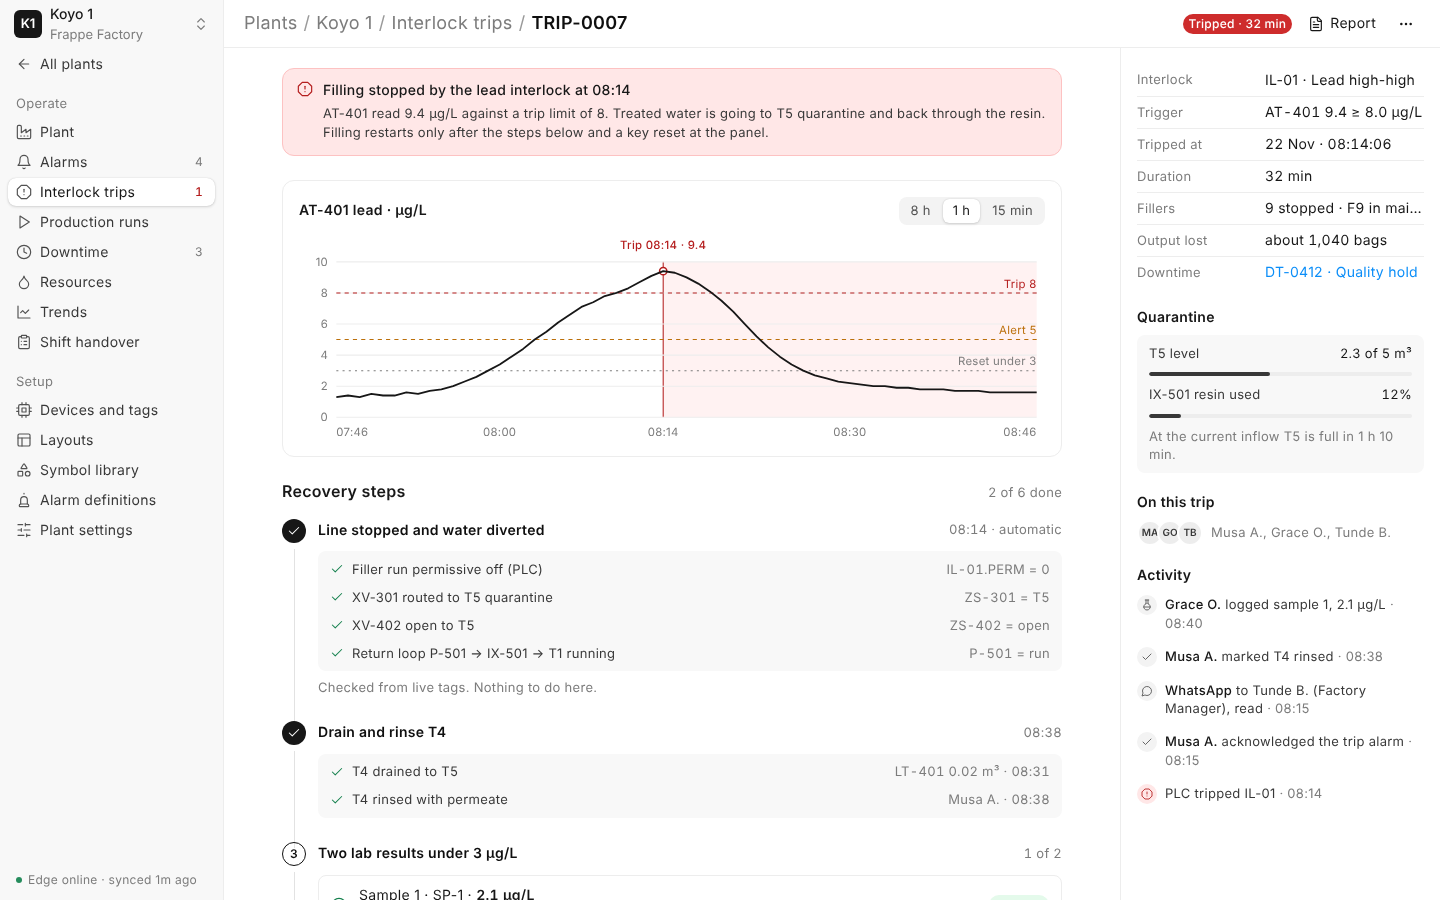 K1
Koyo 1
Frappe Factory
All plants
Operate
Plant
Alarms 4
Interlock trips 1
Production runs
Downtime 3
Resources
Trends
Shift handover
Setup
Devices and tags
Layouts
Symbol library
Alarm definitions
Plant settings
Edge online · synced 1m ago
Plants / Koyo 1 / Interlock trips / TRIP-0007
Tripped · 32 min
Report
Filling stopped by the lead interlock at 08:14
AT-401 read 9.4 µg/L against a trip limit of 8. Treated water is going to T5 quarantine and back through the resin.
Filling restarts only after the steps below and a key reset at the panel.
AT-401 lead · µg/L
8 h 1 h 15 min
Trip 08:14 · 9.4
10
Trip 8
8
6
Alert 5
4
Reset under 3
2
0
07:46 08:00 08:14 08:30 08:46
Recovery steps 2 of 6 done
Line stopped and water diverted 08:14 · automatic
Filler run permissive off (PLC) IL-01.PERM = 0
XV-301 routed to T5 quarantine ZS-301 = T5
XV-402 open to T5 ZS-402 = open
Return loop P-501 → IX-501 → T1 running P-501 = run
Checked from live tags. Nothing to do here.
Drain and rinse T4 08:38
T4 drained to T5 LT-401 0.02 m³ · 08:31
T4 rinsed with permeate Musa A. · 08:38
3 Two lab results under 3 µg/L 1 of 2
Sample 1 · SP-1 · 2.1 µg/L
Interlock IL-01 · Lead high-high
Trigger AT-401 9.4 ≥ 8.0 µg/L
Tripped at 22 Nov · 08:14:06
Duration 32 min
Fillers 9 stopped · F9 in mai...
Output lost about 1,040 bags
Downtime DT-0412 · Quality hold
Quarantine
T5 level 2.3 of 5 m³
IX-501 resin used 12%
At the current inflow T5 is full in 1 h 10
min.
On this trip
MA GO TB Musa A., Grace O., Tunde B.
Activity
Grace O. logged sample 1, 2.1 µg/L ·
08:40
Musa A. marked T4 rinsed · 08:38
WhatsApp to Tunde B. (Factory
Manager), read · 08:15
Musa A. acknowledged the trip alarm ·
08:15
PLC tripped IL-01 · 08:14